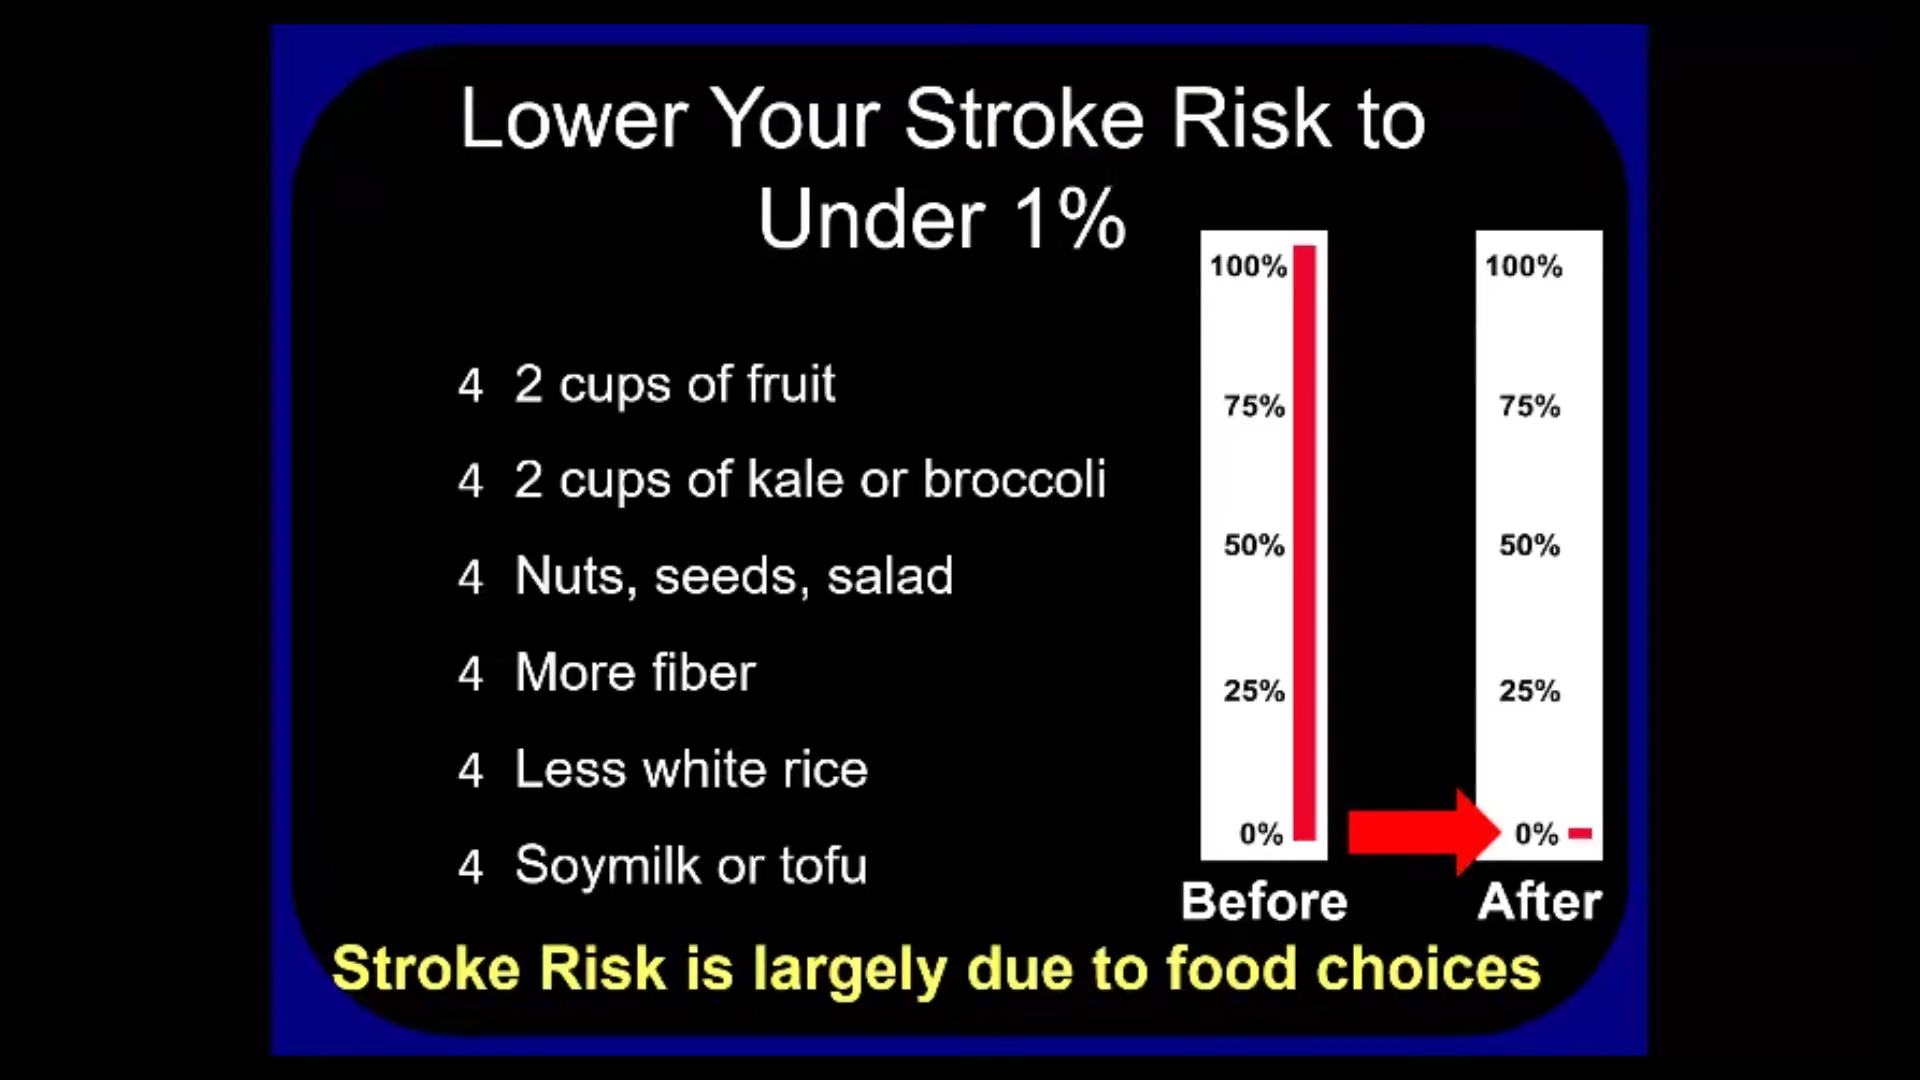 Lower Your Stroke Risk to
Under 1%
4 2 cups of fruit
4 2 cups of kale or broccoli
4 Nuts, seeds, salad
4 More fiber
4 Less white rice
4 Soymilk or tofu
100%
75%
50%
25%
0%
Before
100%
75%
50%
25%
0%
After
Stroke Risk is largely due to food choices